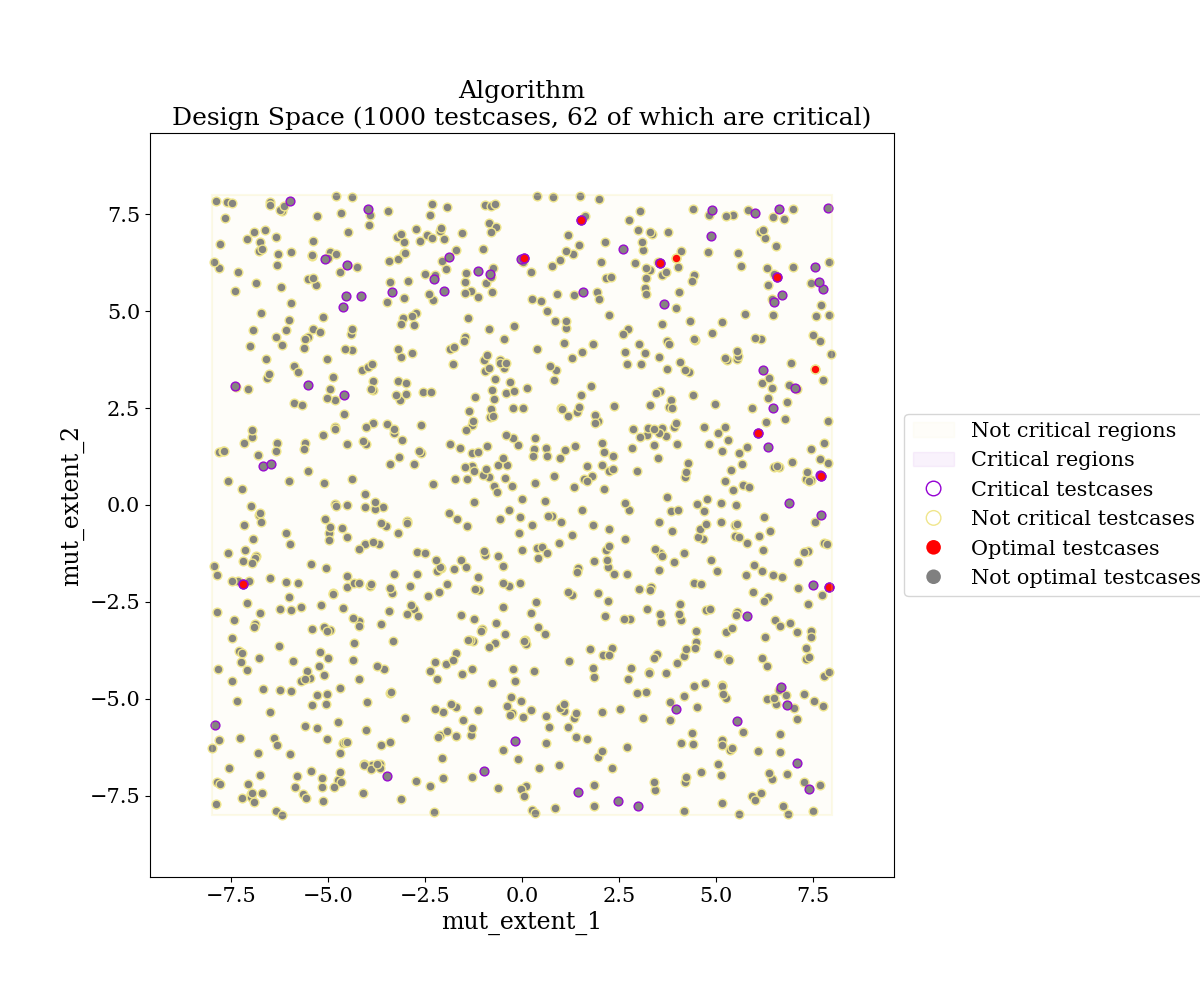 Algorithm
Design Space (1000 testcases, 62 of which are critical)
7.5
5.0
2.5
0.0
−2.5
−5.0
−7.5
mut_extent_2
−7.5
−5.0
−2.5
0.0
2.5
5.0
7.5
mut_extent_1
Not critical regions
Critical regions
Critical testcases
Not critical testcases
Optimal testcases
Not optimal testcases